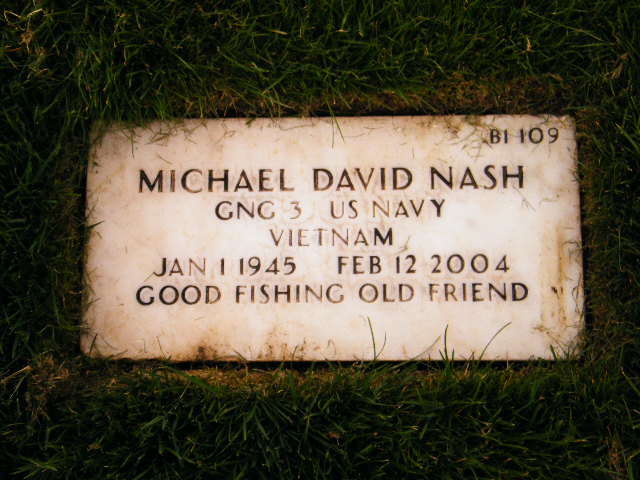 B1 109
MICHAEL DAVID NASH
GNG 3 US NAVY
VIETNAM
JAN 1 1945 FEB 12 2004
GOOD FISHING OLD FRIEND